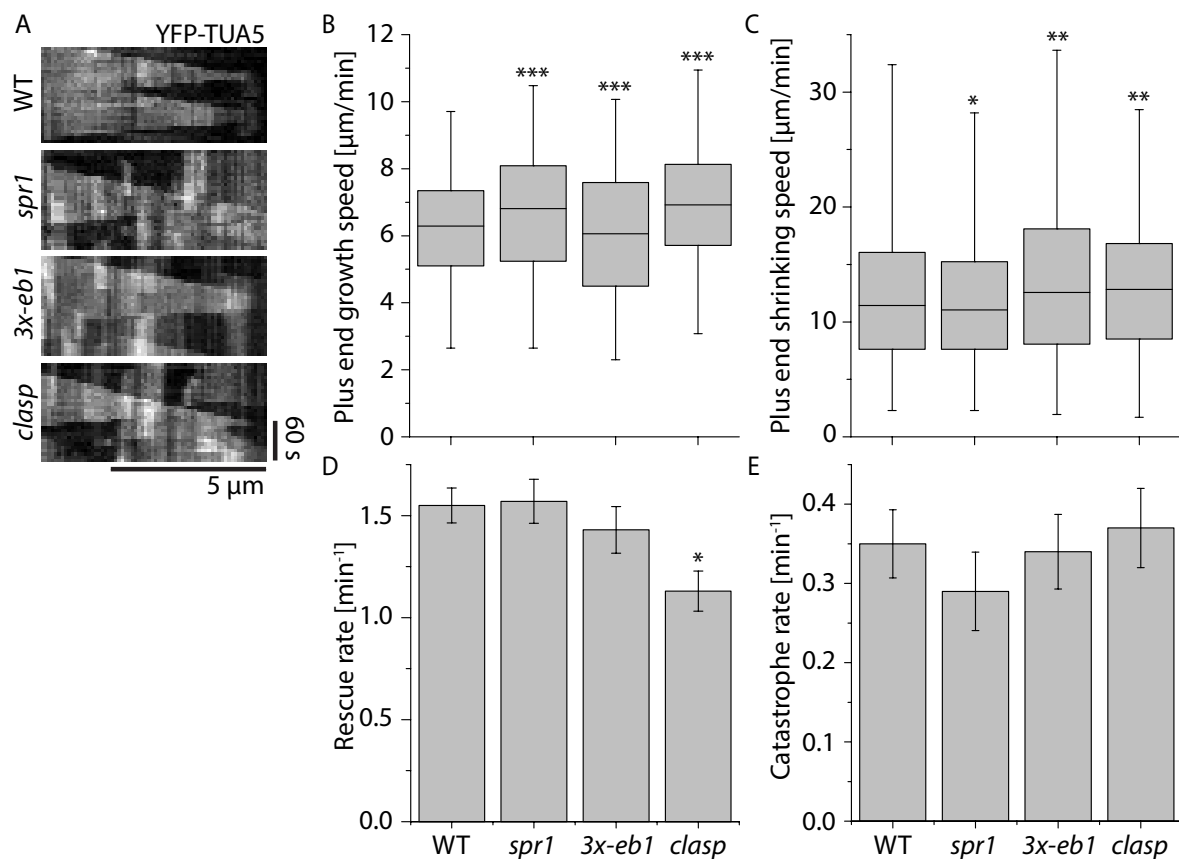 A
YFP-TUA5
WT
spr1
3x-eb1
clasp
60 s
5 µm
B
Plus end growth speed [µm/min]
12
10
8
6
4
2
0
***
***
***
C
Plus end shrinking speed [µm/min]
30
20
10
0
*
**
**
D
Rescue rate [min⁻¹]
1.5
1.0
0.5
0.0
*
WT
spr1
3x-eb1
clasp
E
Catastrophe rate [min⁻¹]
0.4
0.3
0.2
0.1
0.0
WT
spr1
3x-eb1
clasp